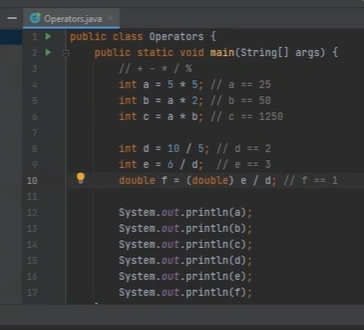 Operators.java
1 public class Operators {
2 public static void main(String[] args) {
3 // + - * / %
4 int a = 5 * 5; // a == 25
5 int b = a * 2; // b == 50
6 int c = a * b; // c == 1250
7
8 int d = 10 / 5; // d == 2
9 int e = 6 / d; // e == 3
10 double f = (double) e / d; // f == 1
11
12 System.out.println(a);
13 System.out.println(b);
14 System.out.println(c);
15 System.out.println(d);
16 System.out.println(e);
17 System.out.println(f);